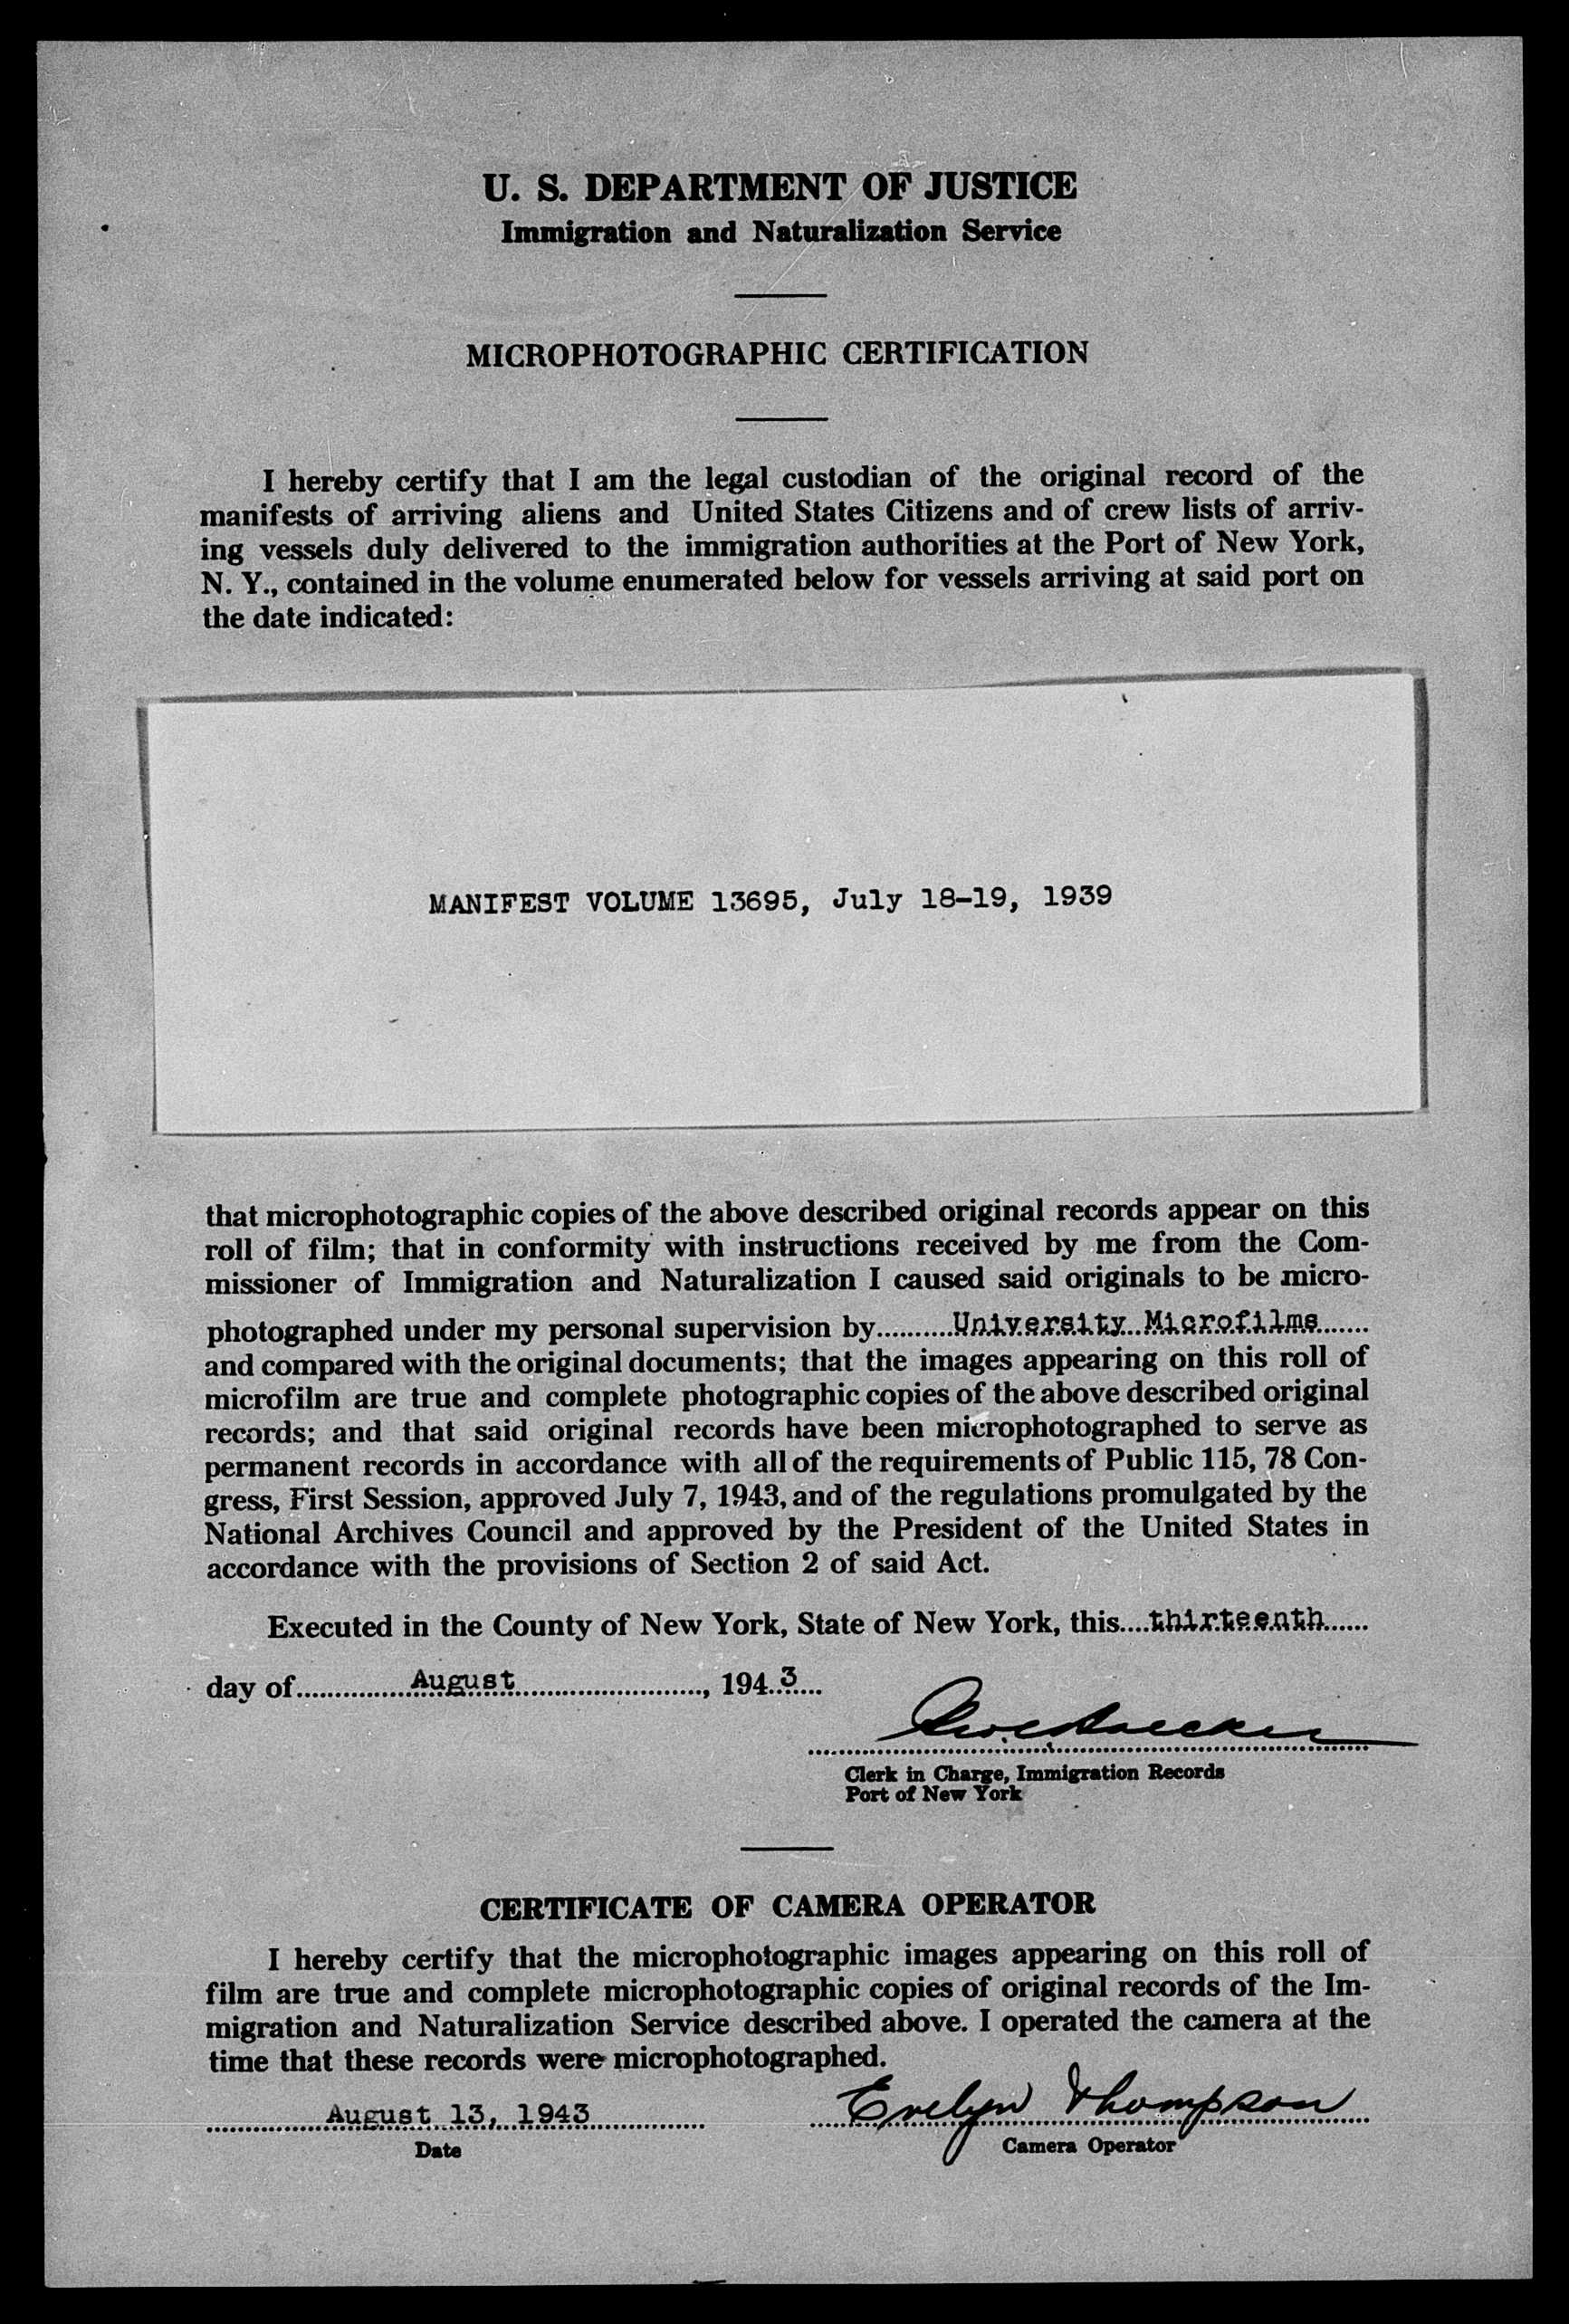 U. S. DEPARTMENT OF JUSTICE
Immigration and Naturalization Service
MICROPHOTOGRAPHIC CERTIFICATION
I hereby certify that I am the legal custodian of the original record of the
manifests of arriving aliens and United States Citizens and of crew lists of arriv-
ing vessels duly delivered to the immigration authorities at the Port of New York,
N. Y., contained in the volume enumerated below for vessels arriving at said port on
the date indicated:
MANIFEST VOLUME 13695, July 18-19, 1939
that microphotographic copies of the above described original records appear on this
roll of film; that in conformity with instructions received by me from the Com-
missioner of Immigration and Naturalization I caused said originals to be micro-
photographed under my personal supervision by..........University Microfilms.......
and compared with the original documents; that the images appearing on this roll of
microfilm are true and complete photographic copies of the above described original
records; and that said original records have been microphotographed to serve as
permanent records in accordance with all of the requirements of Public 115, 78 Con-
gress, First Session, approved July 7, 1943, and of the regulations promulgated by the
National Archives Council and approved by the President of the United States in
accordance with the provisions of Section 2 of said Act.
Executed in the County of New York, State of New York, this....thirteenth......
day of...............August..........................., 194..3....
Clerk in Charge, Immigration Records
Port of New York
CERTIFICATE OF CAMERA OPERATOR
I hereby certify that the microphotographic images appearing on this roll of
film are true and complete microphotographic copies of original records of the Im-
migration and Naturalization Service described above. I operated the camera at the
time that these records were microphotographed.
August 13, 1943 Evelyn Thompson
Date Camera Operator